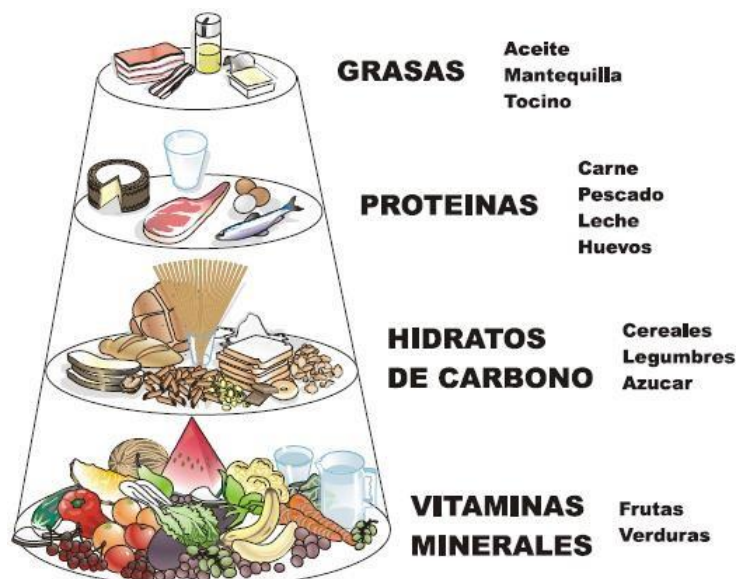 GRASAS
Aceite
Mantequilla
Tocino
PROTEINAS
Carne
Pescado
Leche
Huevos
HIDRATOS
DE CARBONO
Cereales
Legumbres
Azucar
VITAMINAS
MINERALES
Frutas
Verduras